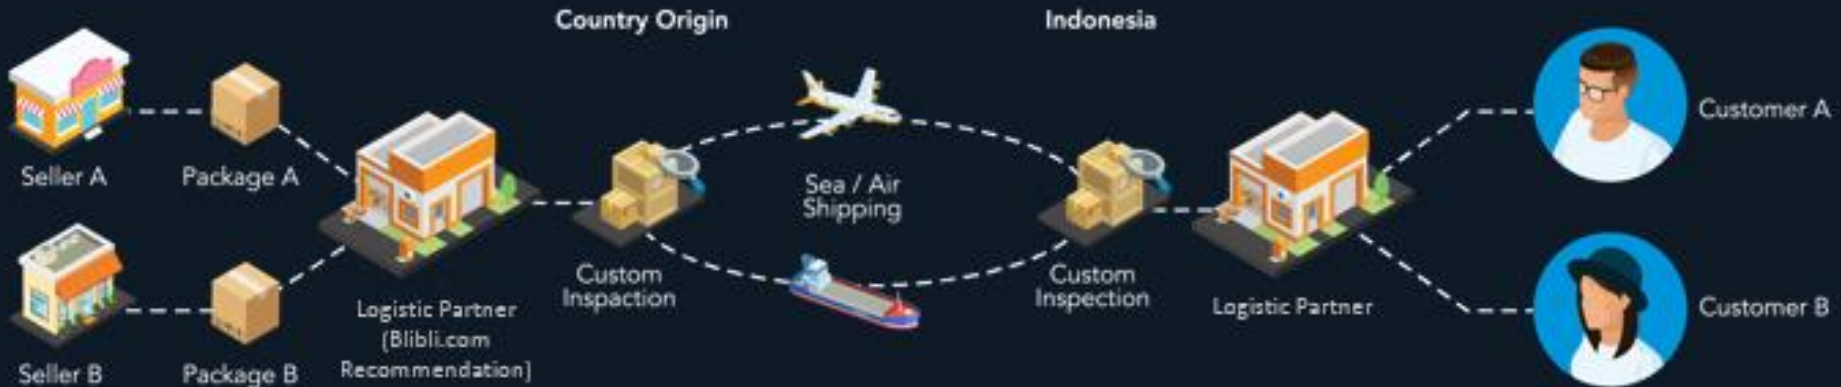 Country Origin
Indonesia
Seller A
Package A
Sea / Air
Shipping
Customer A
Custom
Inspaction
Custom
Inspection
Logistic Partner
(Blibli.com
Recommendation)
Logistic Partner
Customer B
Seller B
Package B